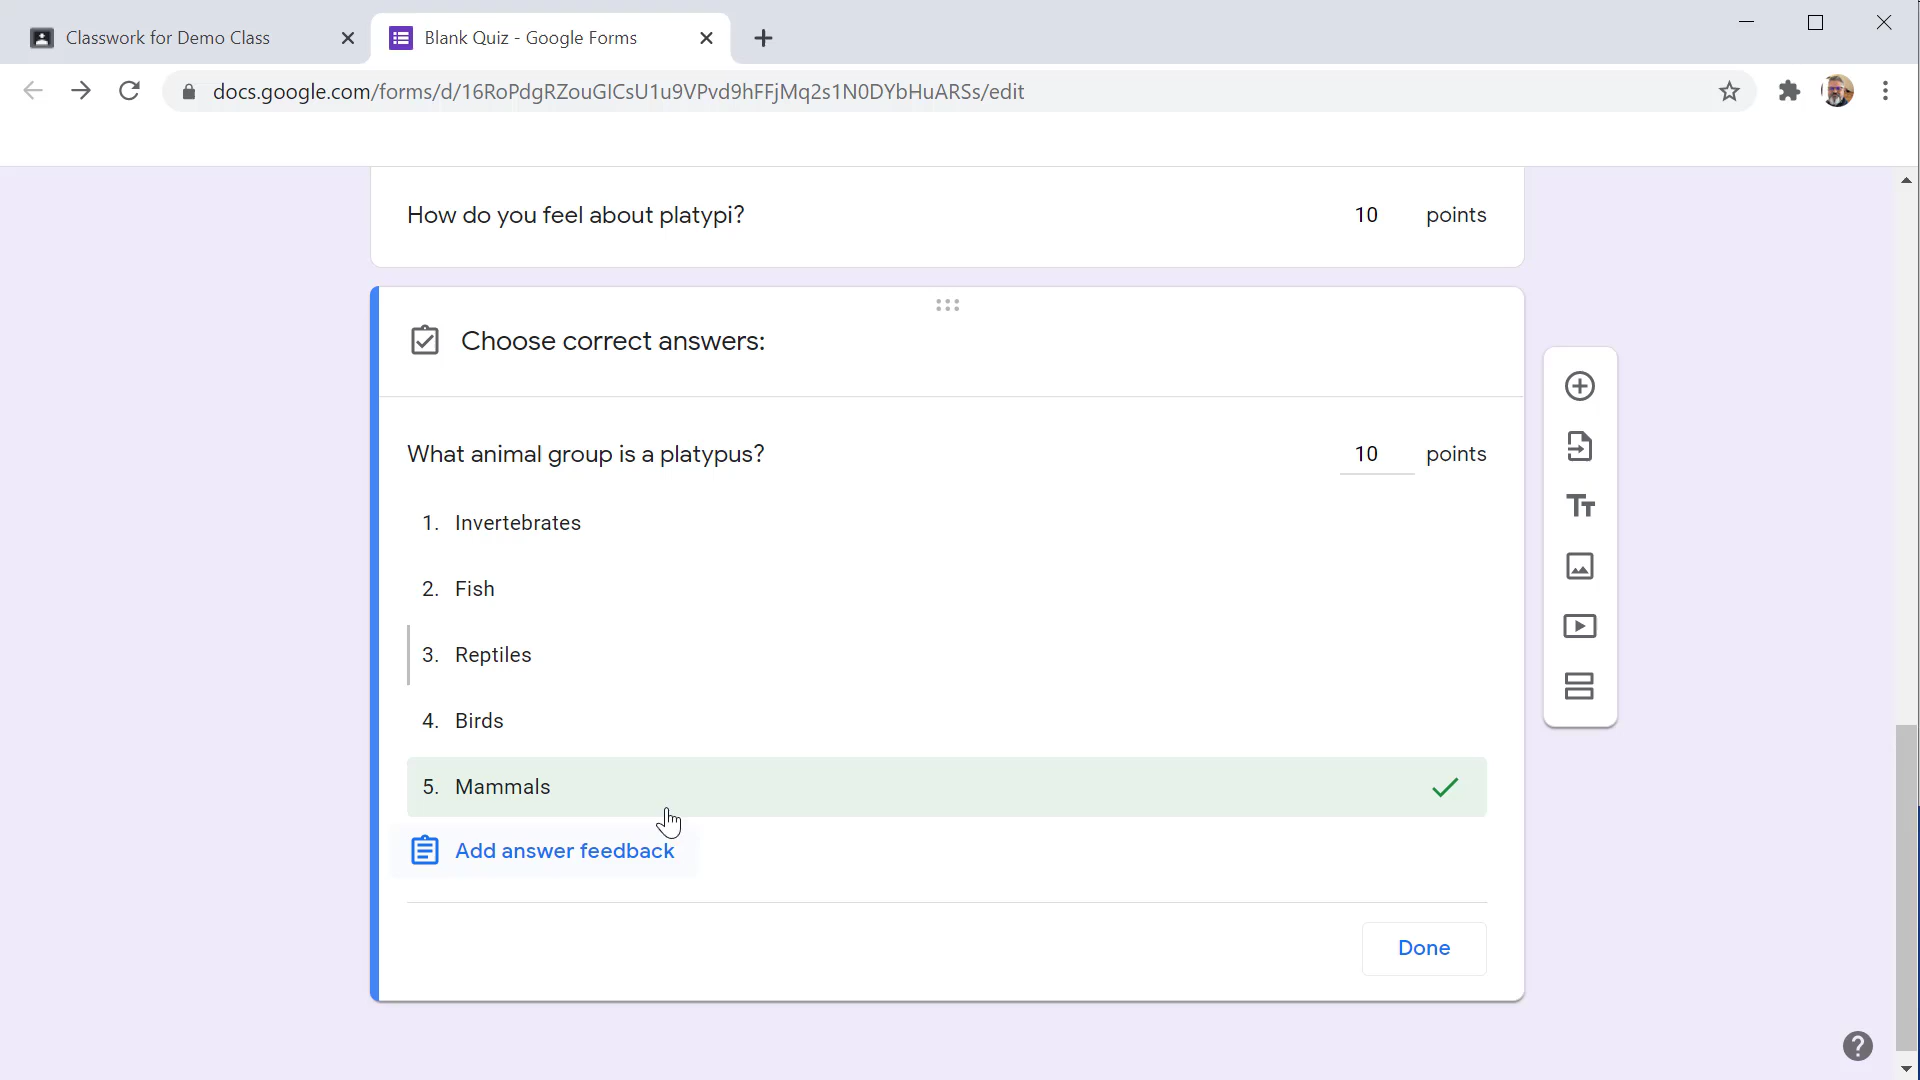 Classwork for Demo Class
Blank Quiz - Google Forms
docs.google.com/forms/d/16RoPdgRZouGICsU1u9VPvd9hFFjMq2s1N0DYbHuARSs/edit
How do you feel about platypi? 10 points
Choose correct answers:
What animal group is a platypus? 10 points
1. Invertebrates
2. Fish
3. Reptiles
4. Birds
5. Mammals
Add answer feedback
Done